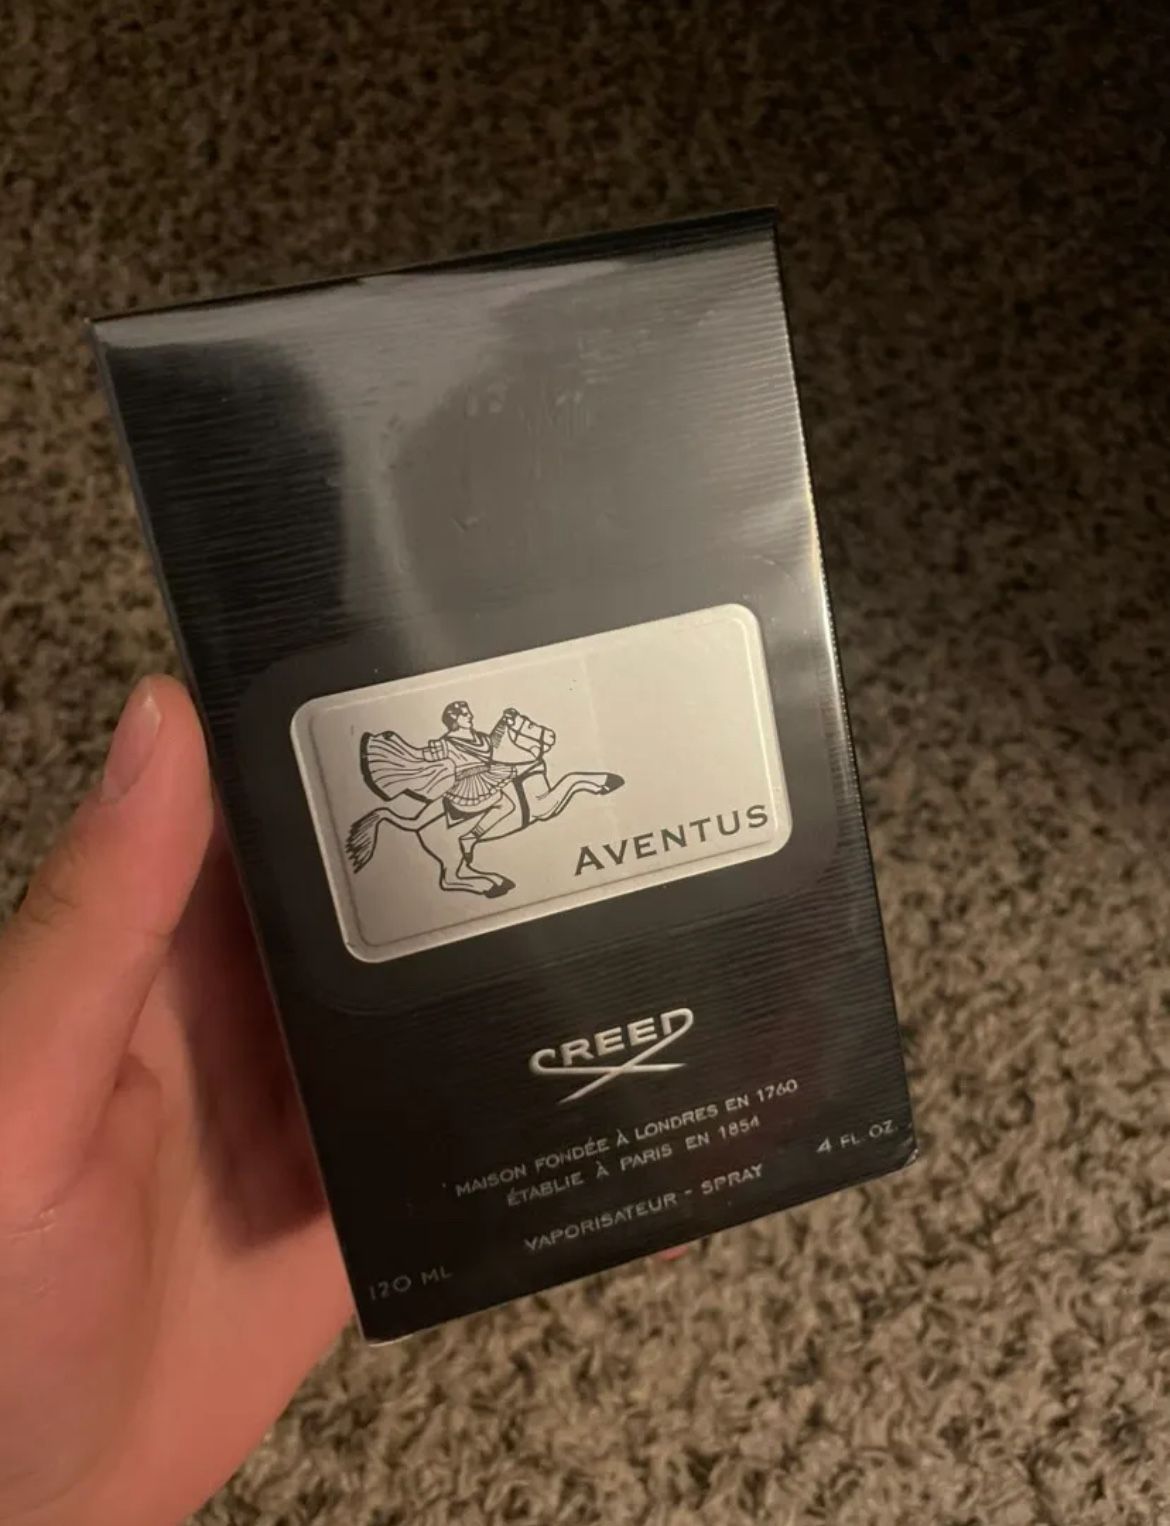 AVENTUS
CREED
MAISON FONDÉE À LONDRES EN 1760
ÉTABLIE À PARIS EN 1854
VAPORISATEUR - SPRAY
120 ML
4 FL OZ.